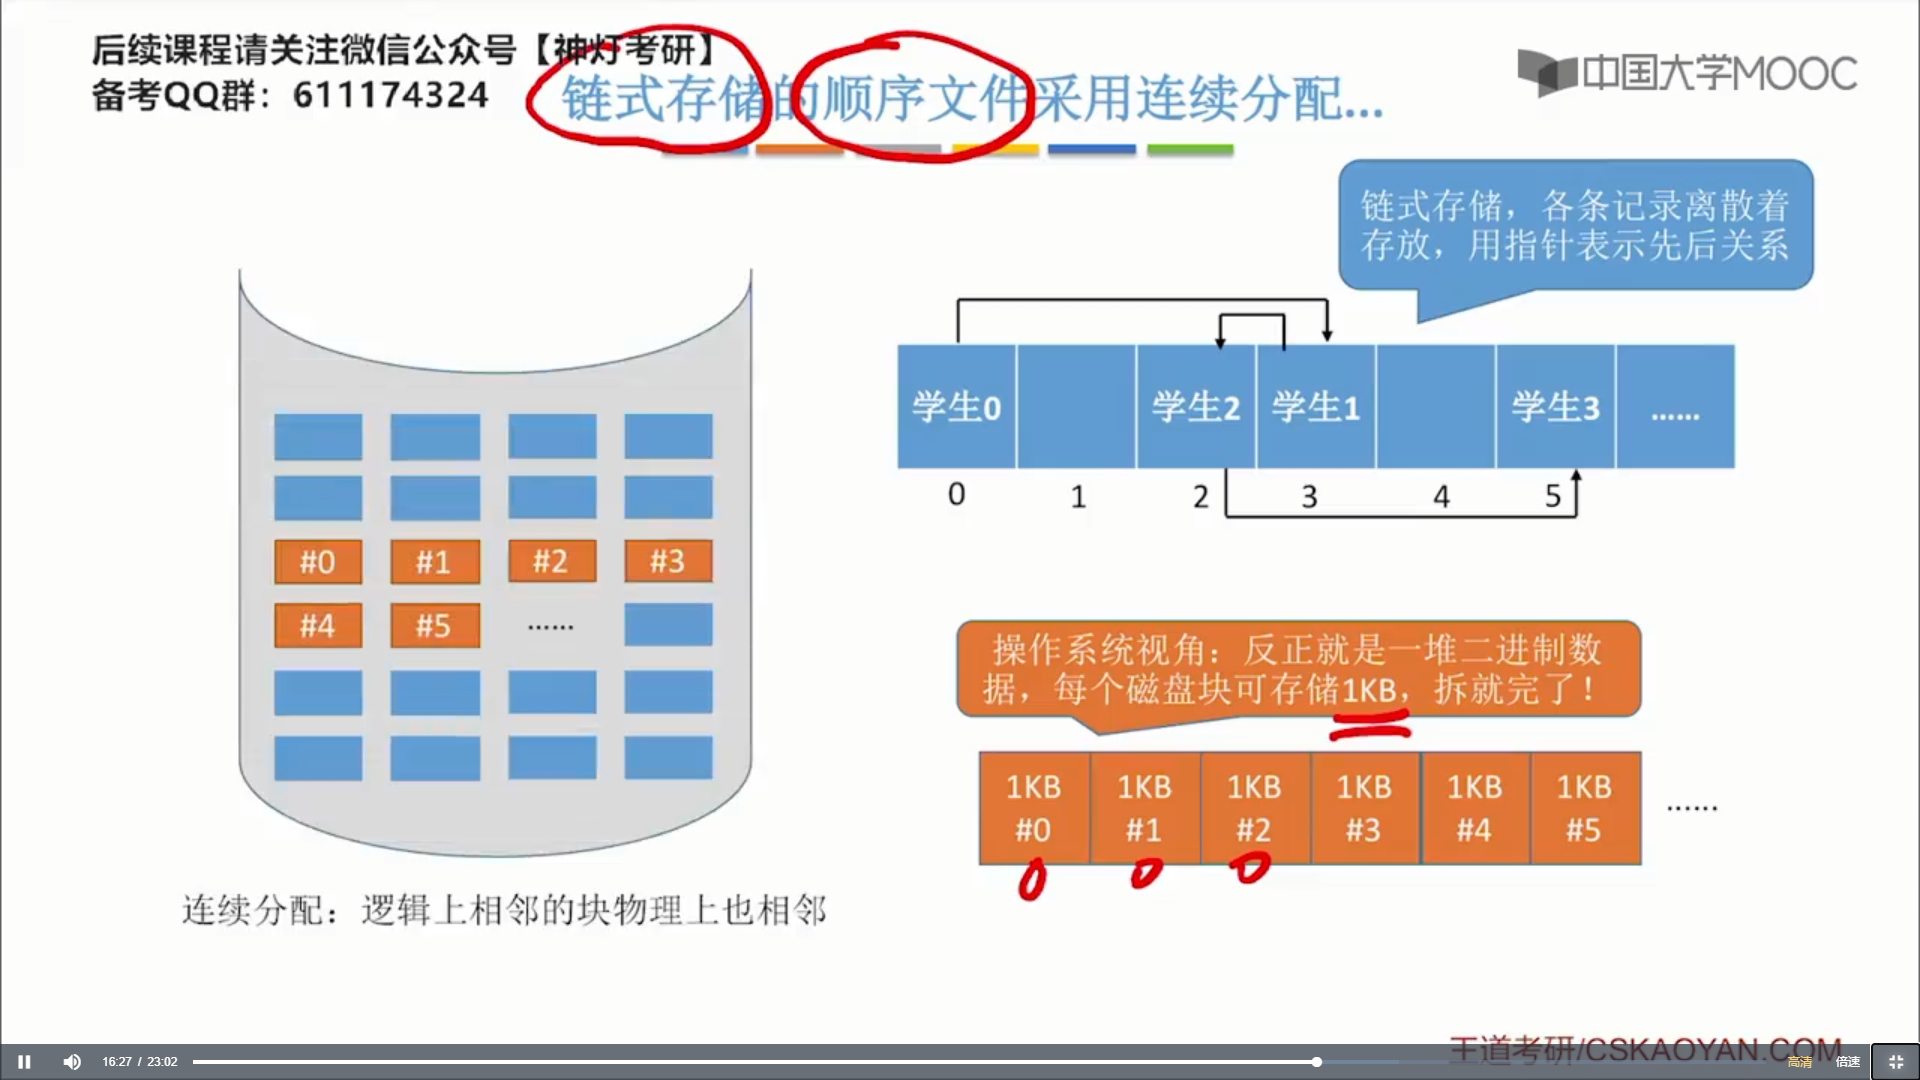 后续课程请关注微信公众号【神灯考研】
备考QQ群：611174324
链式存储的顺序文件采用连续分配...
中国大学MOOC
链式存储，各条记录离散着
存放，用指针表示先后关系
学生0 学生2 学生1 学生3 ......
0 1 2 3 4 5
#0 #1 #2 #3
#4 #5 ......
操作系统视角：反正就是一堆二进制数
据，每个磁盘块可存储1KB，拆就完了！
1KB 1KB 1KB 1KB 1KB 1KB
#0 #1 #2 #3 #4 #5 ......
连续分配：逻辑上相邻的块物理上也相邻
王道考研/CSKAOYAN.COM
16:27 / 23:02
高清 倍速